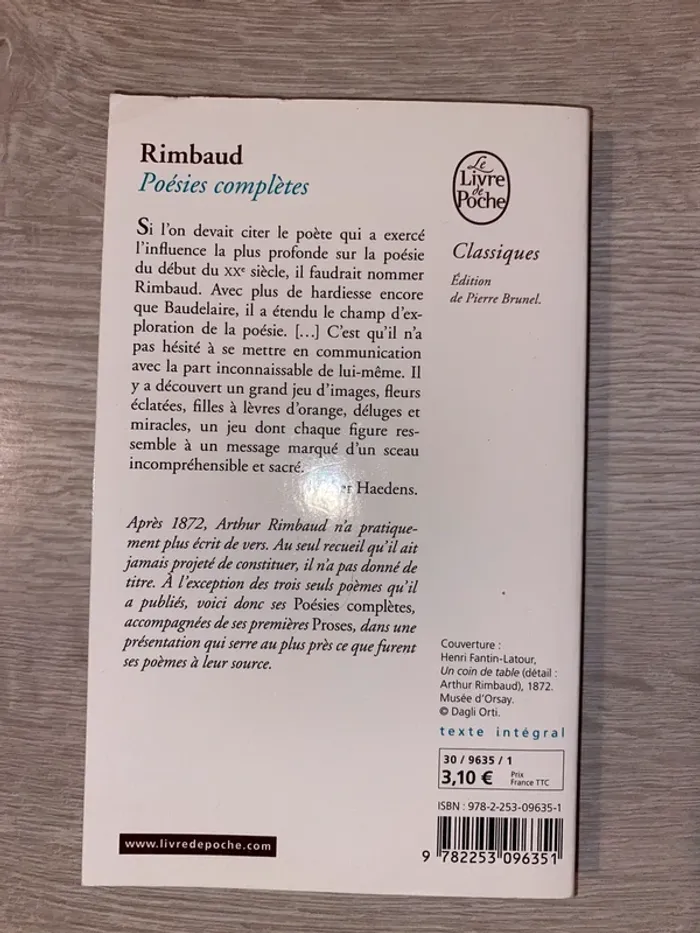 Rimbaud
Poésies complètes
Si l'on devait citer le poète qui a exercé
l'influence la plus profonde sur la poésie
du début du XXe siècle, il faudrait nommer
Rimbaud. Avec plus de hardiesse encore
que Baudelaire, il a étendu le champ d'ex-
ploration de la poésie. [...] C'est qu'il n'a
pas hésité à se mettre en communication
avec la part inconnaissable de lui-même. Il
y a découvert un grand jeu d'images, fleurs
éclatées, filles à lèvres d'orange, déluges et
miracles, un jeu dont chaque figure res-
semble à un message marqué d'un sceau
incompréhensible et sacré.
Haedens.
Après 1872, Arthur Rimbaud n'a pratique-
ment plus écrit de vers. Au seul recueil qu'il ait
jamais projeté de constituer, il n'a pas donné de
titre. À l'exception des trois seuls poèmes qu'il
a publiés, voici donc ses Poésies complètes,
accompagnées de ses premières Proses, dans une
présentation qui serre au plus près ce que furent
ses poèmes à leur source.
www.livredepoche.com
Le
Livre
de
Poche
Classiques
Édition
de Pierre Brunel.
Couverture :
Henri Fantin-Latour,
Un coin de table (détail :
Arthur Rimbaud), 1872.
Musée d'Orsay.
© Dagli Orti.
texte intégral
30 / 9635 / 1
3,10 € Prix
France TTC
ISBN : 978-2-253-09635-1
9 782253 096351